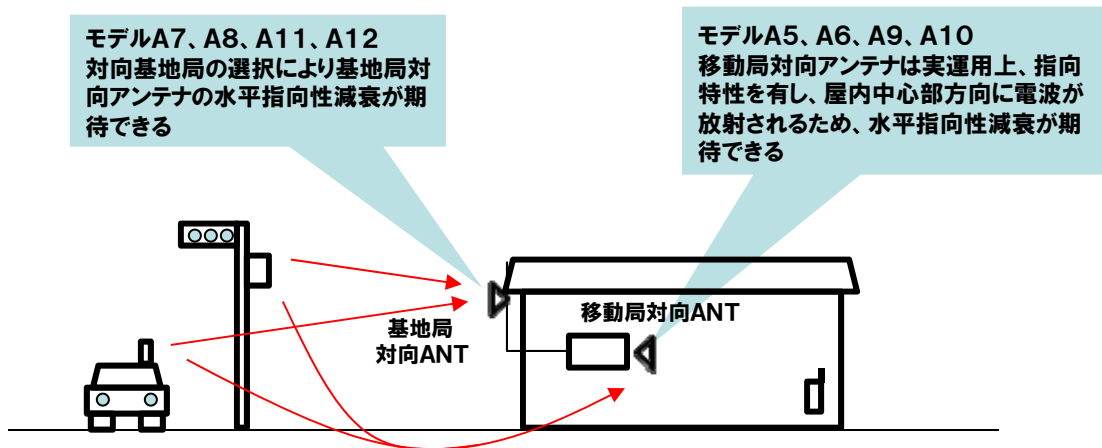 モデルA7、A8、A11、A12
対向基地局の選択により基地局対
向アンテナの水平指向性減衰が期
待できる
モデルA5、A6、A9、A10
移動局対向アンテナは実運用上、指向
特性を有し、屋内中心部方向に電波が
放射されるため、水平指向性減衰が期
待できる
基地局
対向ANT
移動局対向ANT